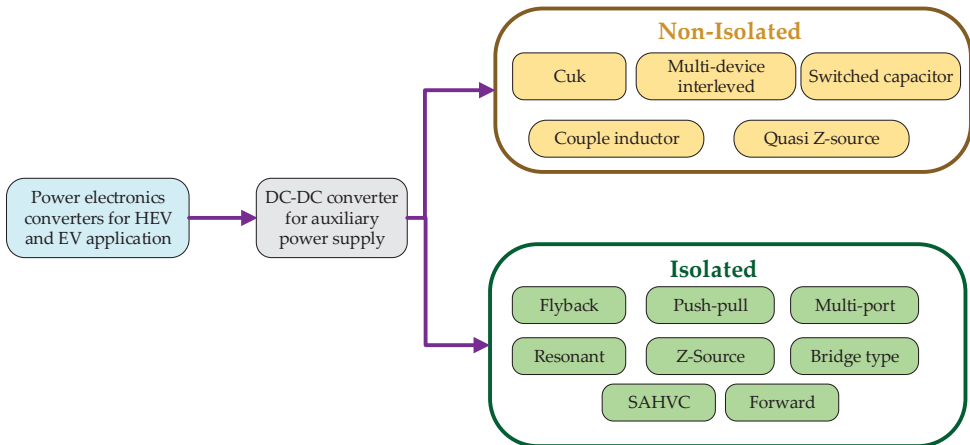 Non-Isolated
Cuk
Multi-device
interleved
Switched capacitor
Couple inductor
Quasi Z-source
Power electronics
converters for HEV
and EV application
DC-DC converter
for auxiliary
power supply
Isolated
Flyback
Push-pull
Multi-port
Resonant
Z-Source
Bridge type
SAHVC
Forward